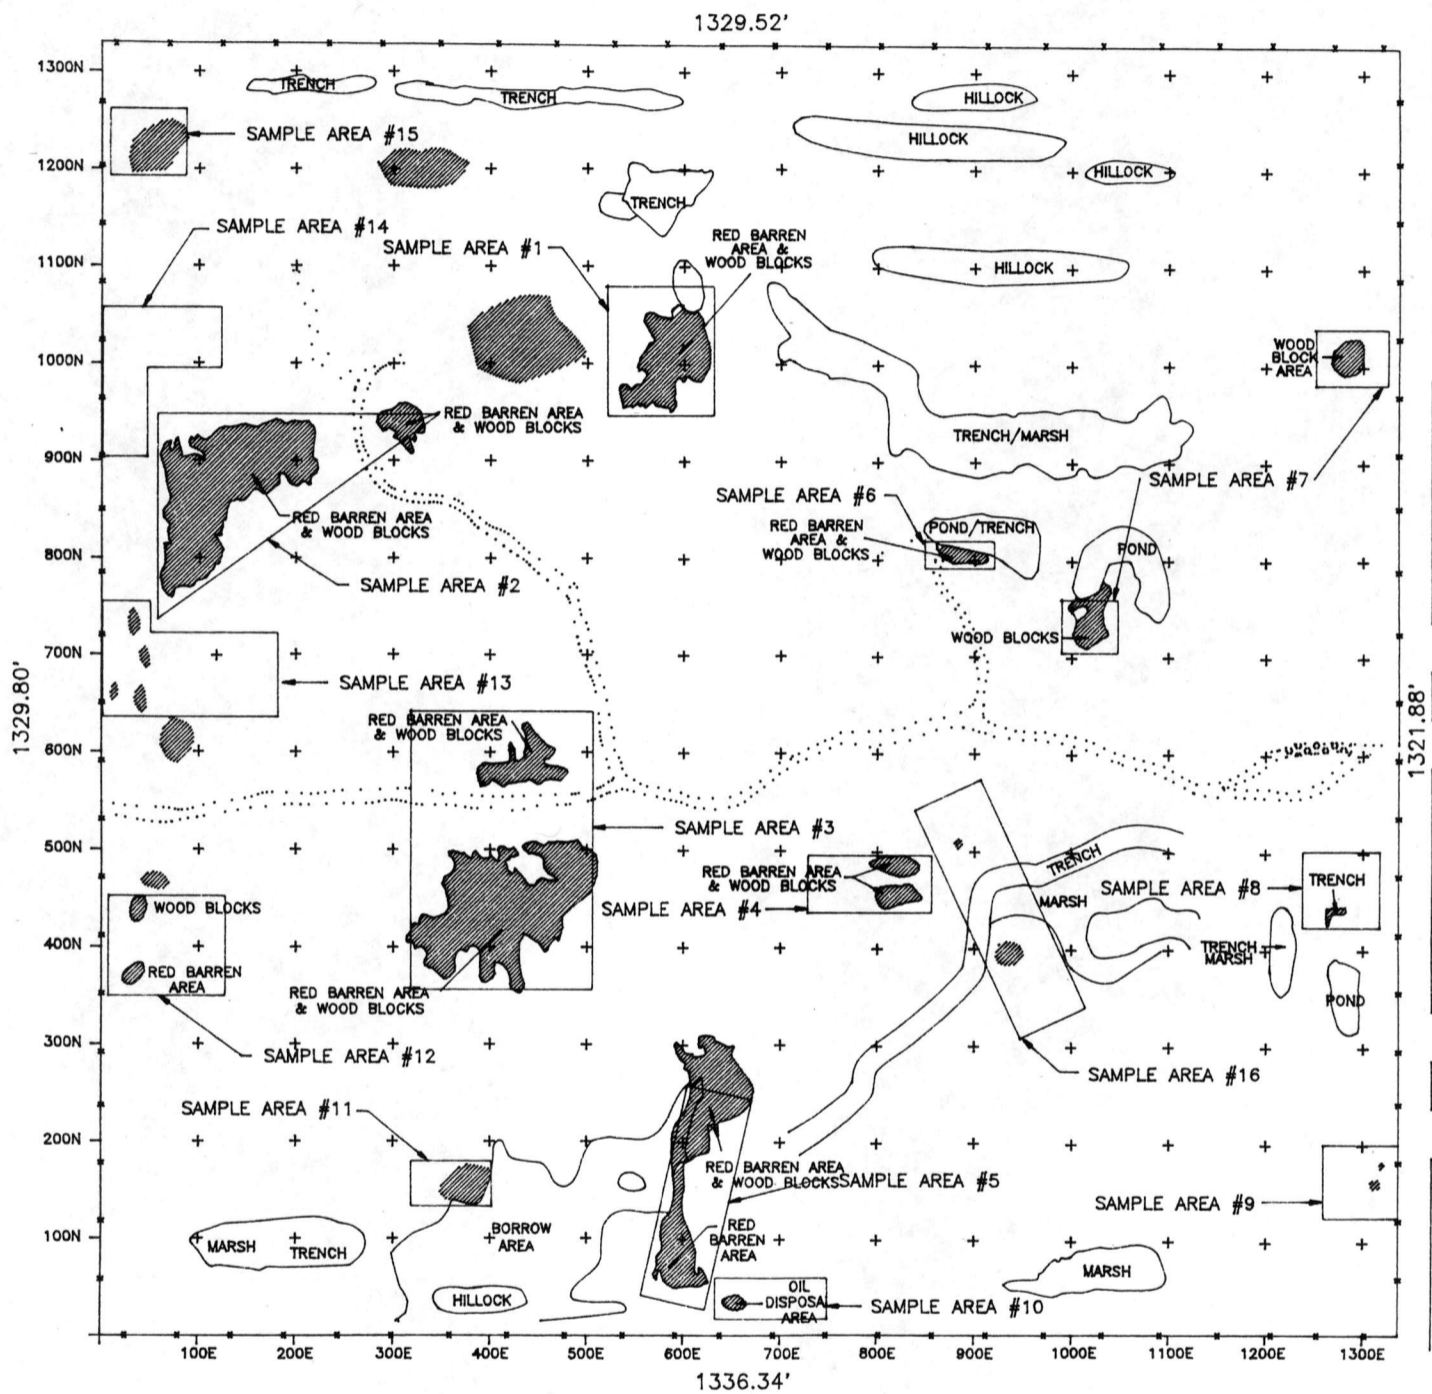 1329.52'
1300N
TRENCH
TRENCH
HILLOCK
SAMPLE AREA #15
HILLOCK
1200N
HILLOCK
TRENCH
SAMPLE AREA #14
SAMPLE AREA #1
RED BARREN
AREA &
WOOD BLOCKS
1100N
HILLOCK
1000N
WOOD
BLOCK
AREA
RED BARREN AREA
& WOOD BLOCKS
TRENCH/MARSH
900N
SAMPLE AREA #7
SAMPLE AREA #6
RED BARREN AREA
& WOOD BLOCKS
RED BARREN
AREA &
WOOD BLOCKS
POND/TRENCH
POND
800N
SAMPLE AREA #2
WOOD BLOCKS
700N
SAMPLE AREA #13
1329.80'
RED BARREN AREA
& WOOD BLOCKS
1321.88'
600N
SAMPLE AREA #3
500N
TRENCH
RED BARREN AREA
& WOOD BLOCKS
SAMPLE AREA #8
TRENCH
WOOD BLOCKS
SAMPLE AREA #4
MARSH
400N
TRENCH
MARSH
RED BARREN
AREA
RED BARREN AREA
& WOOD BLOCKS
POND
300N
SAMPLE AREA #12
SAMPLE AREA #16
SAMPLE AREA #11
200N
RED BARREN AREA
& WOOD BLOCKS
SAMPLE AREA #5
SAMPLE AREA #9
100N
MARSH
TRENCH
BORROW
AREA
RED
BARREN
AREA
MARSH
HILLOCK
OIL
DISPOSA
AREA
SAMPLE AREA #10
100E 200E 300E 400E 500E 600E 700E 800E 900E 1000E 1100E 1200E 1300E
1336.34'